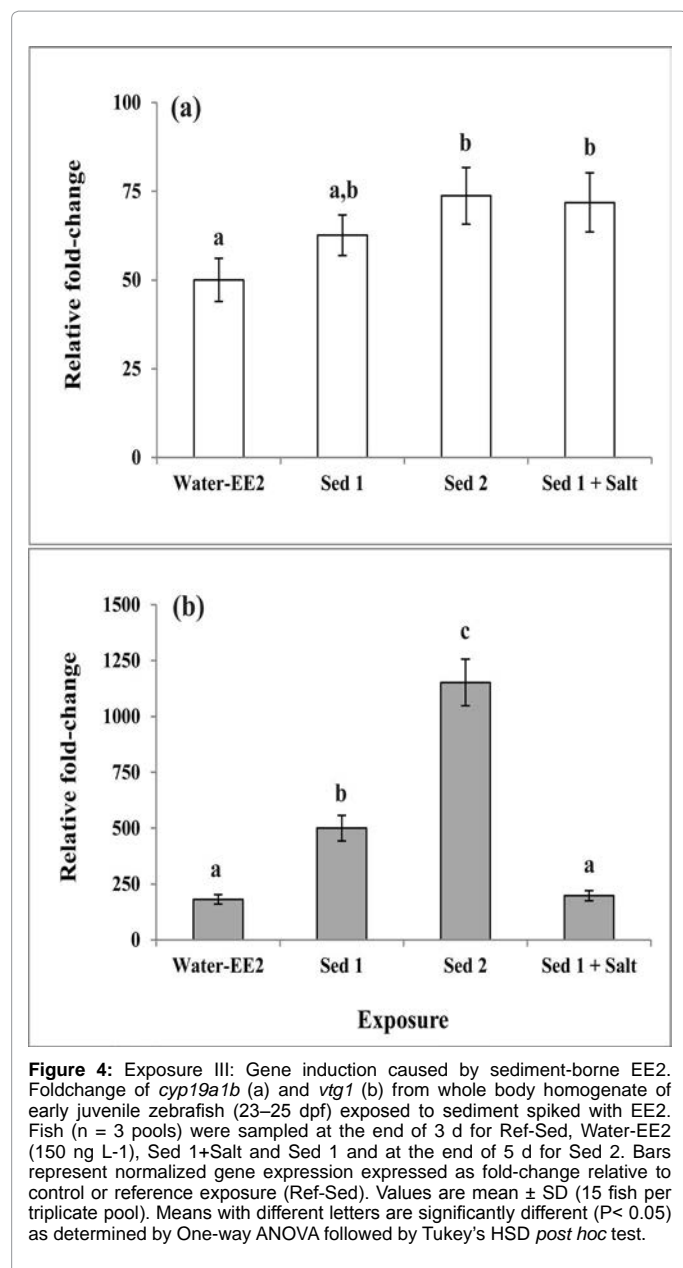 100
(a)
b
b
a,b
75
a
50
25
0
Relative fold-change
Water-EE2 Sed 1 Sed 2 Sed 1 + Salt
1500
(b)
c
1250
1000
750
b
500
a
a
250
0
Relative fold-change
Water-EE2 Sed 1 Sed 2 Sed 1 + Salt
Exposure
Figure 4: Exposure III: Gene induction caused by sediment-borne EE2.
Foldchange of cyp19a1b (a) and vtg1 (b) from whole body homogenate of
early juvenile zebrafish (23–25 dpf) exposed to sediment spiked with EE2.
Fish (n = 3 pools) were sampled at the end of 3 d for Ref-Sed, Water-EE2
(150 ng L-1), Sed 1+Salt and Sed 1 and at the end of 5 d for Sed 2. Bars
represent normalized gene expression expressed as fold-change relative to
control or reference exposure (Ref-Sed). Values are mean ± SD (15 fish per
triplicate pool). Means with different letters are significantly different (P< 0.05)
as determined by One-way ANOVA followed by Tukey's HSD post hoc test.